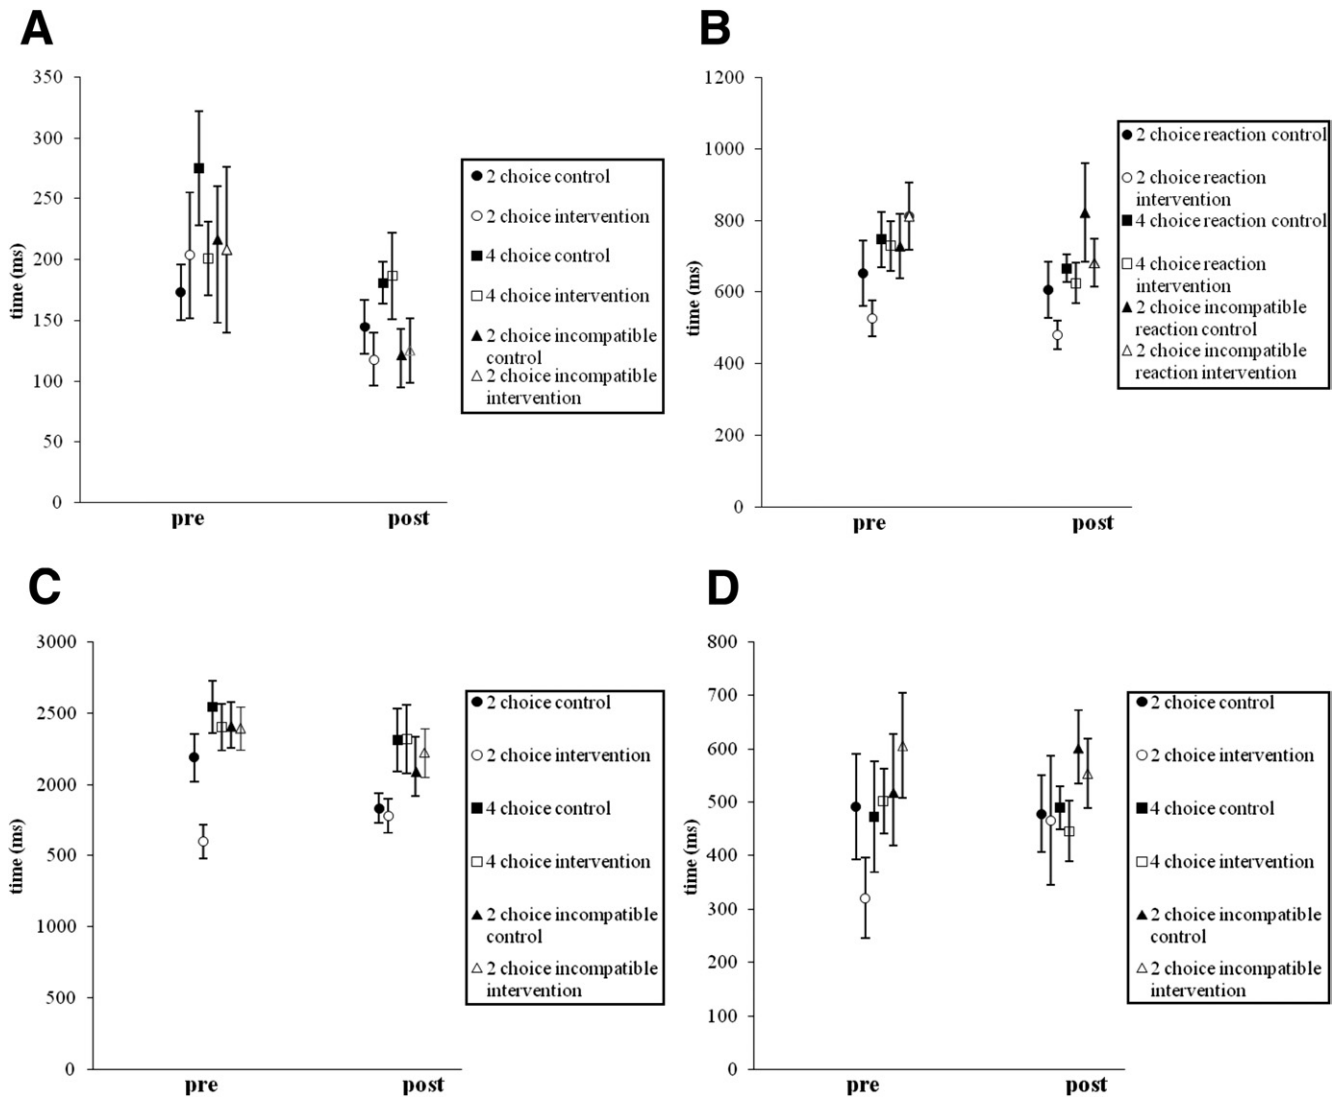 A
350
300
250
200
150
100
50
0
time (ms)
pre
post
2 choice control
2 choice intervention
4 choice control
4 choice intervention
2 choice incompatible
control
2 choice incompatible
intervention
B
1200
1000
800
600
400
200
0
time (ms)
pre
post
2 choice reaction control
2 choice reaction
intervention
4 choice reaction control
4 choice reaction
intervention
2 choice incompatible
reaction control
2 choice incompatible
reaction intervention
C
3000
2500
2000
500
1000
500
0
time (ms)
pre
post
2 choice control
2 choice intervention
4 choice control
4 choice intervention
2 choice incompatible
control
2 choice incompatible
intervention
D
800
700
600
500
400
300
200
100
0
time (ms)
pre
post
2 choice control
2 choice intervention
4 choice control
4 choice intervention
2 choice incompatible
control
2 choice incompatible
intervention